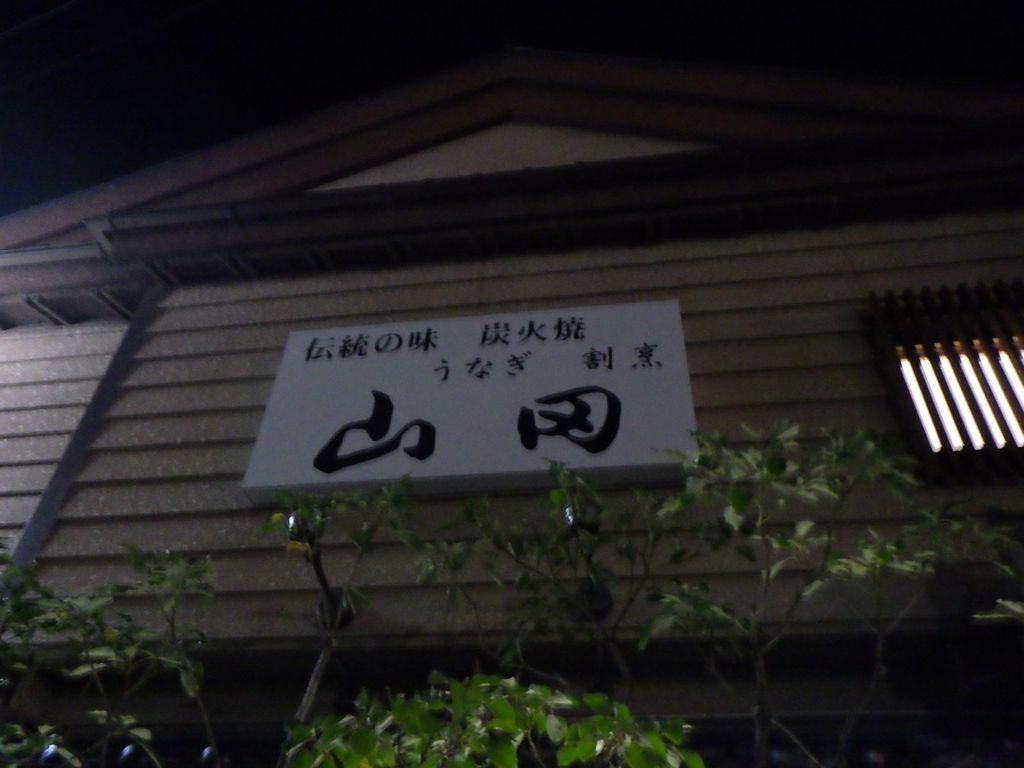 伝統の味 炭火焼
うなぎ 割烹
山田